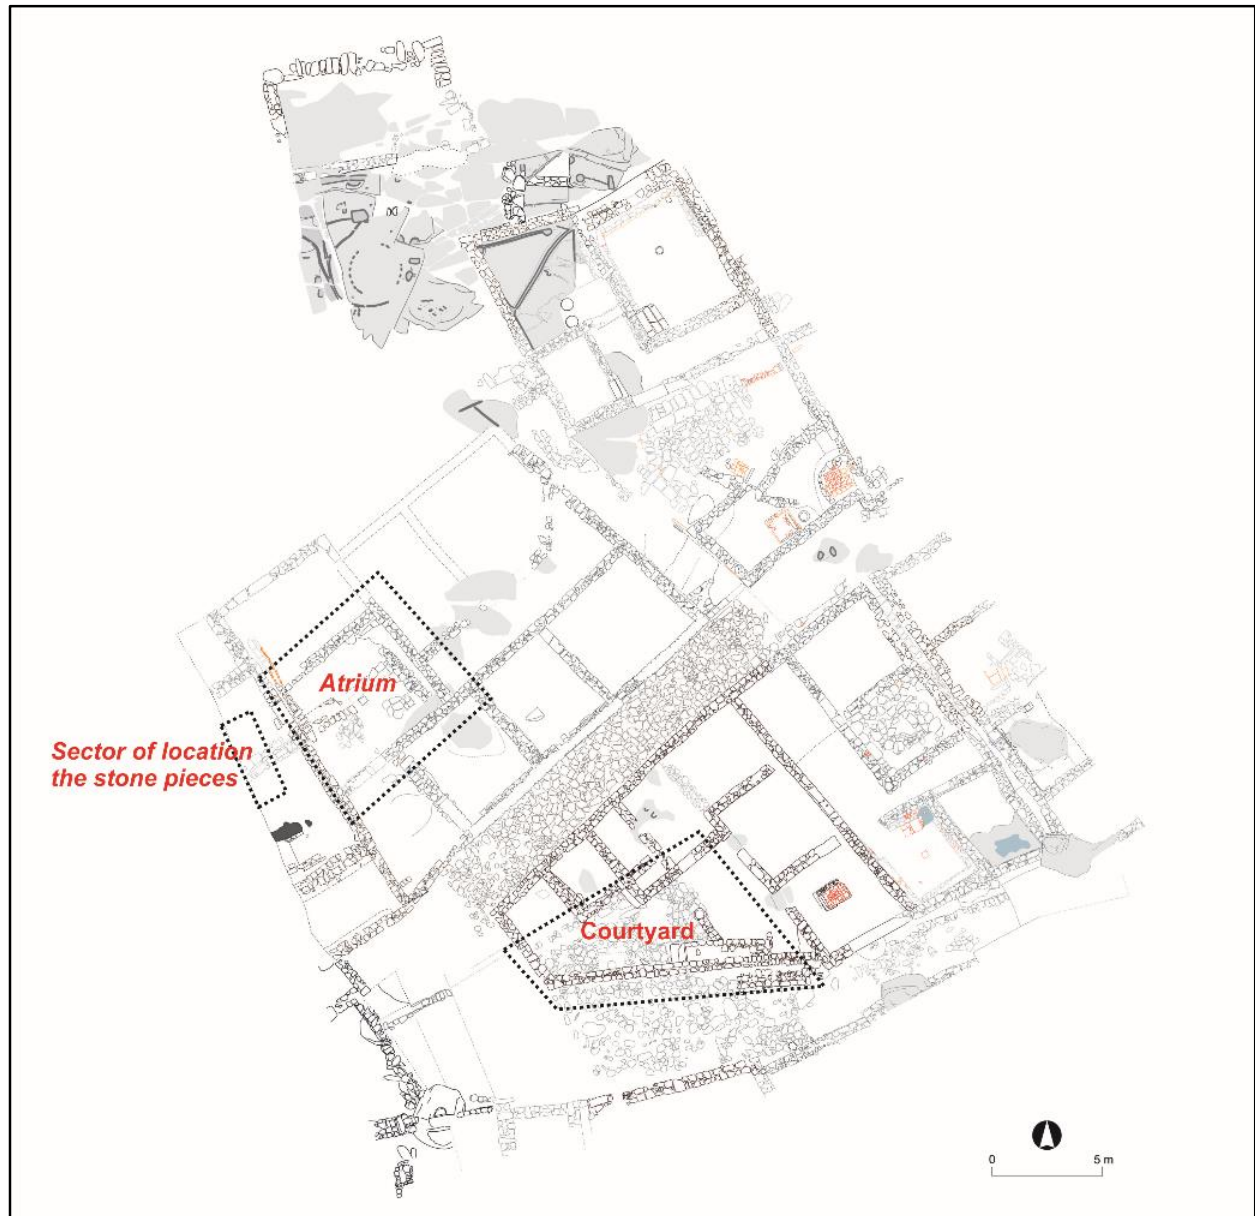 Atrium
Sector of location
the stone pieces
Courtyard
0 5 m